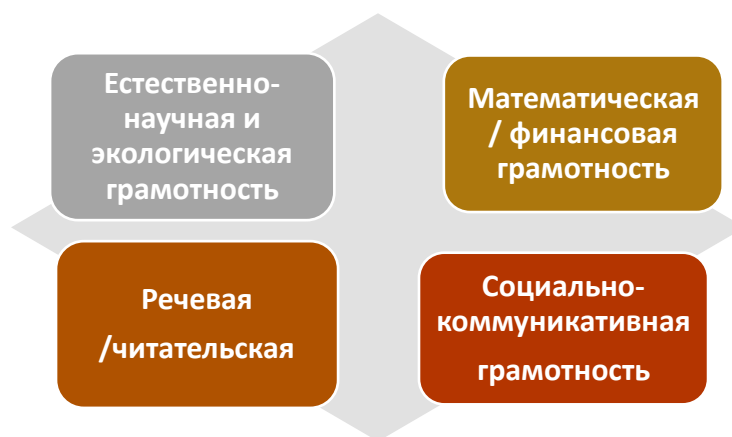 Естественно-
научная и
экологическая
грамотность
Математическая
/ финансовая
грамотность
Речевая
/читательская
Социально-
коммуникативная
грамотность